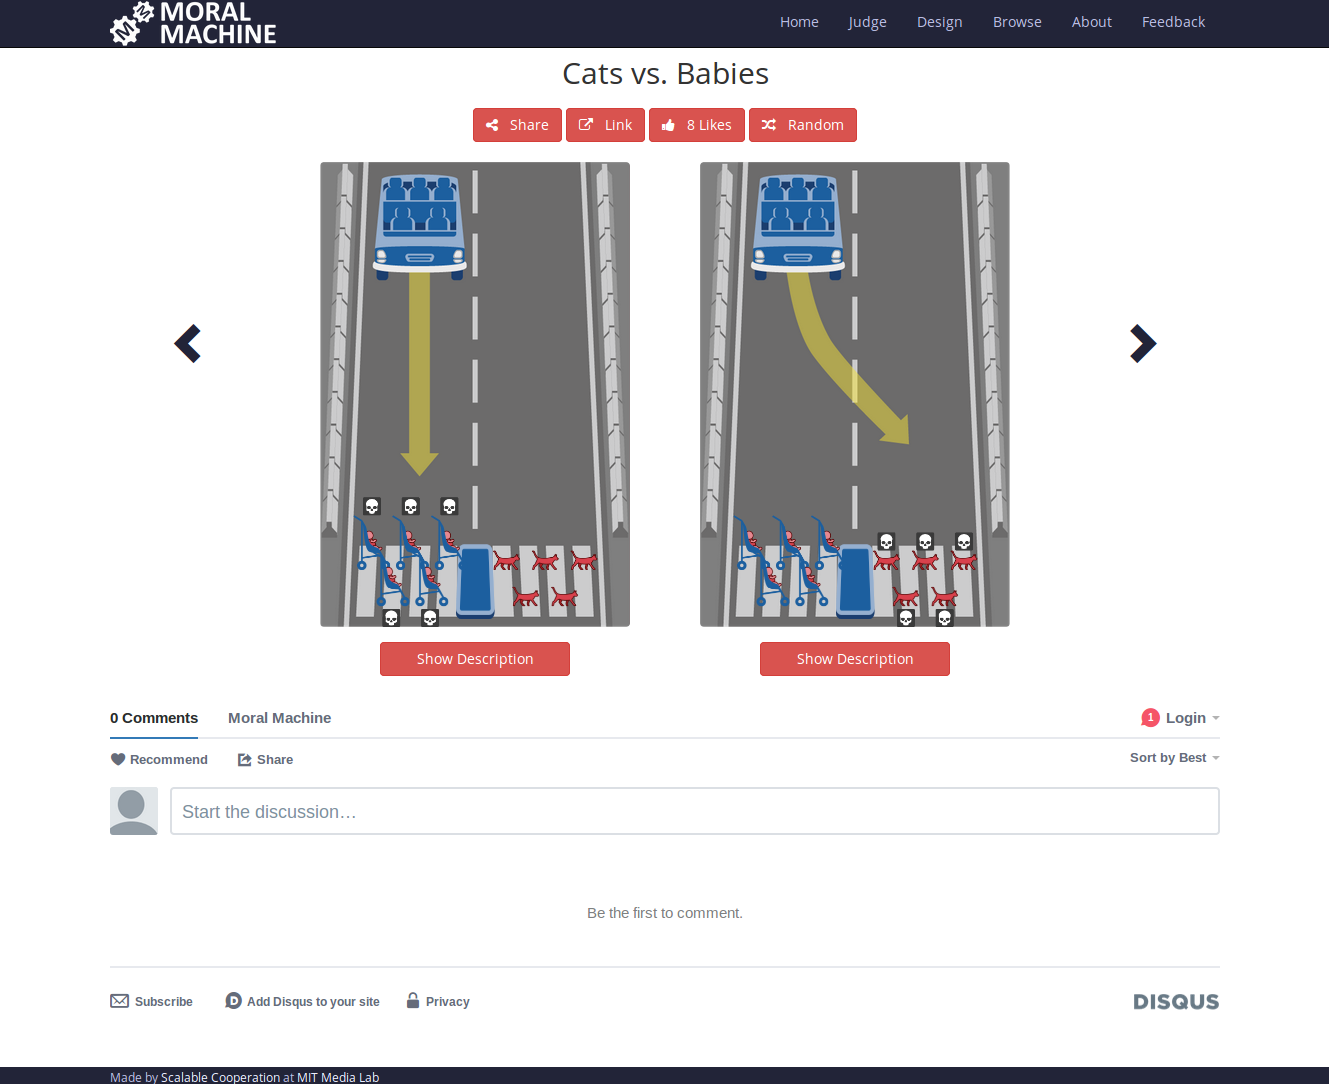 MORAL
MACHINE
Home Judge Design Browse About Feedback
Cats vs. Babies
Share Link 8 Likes Random
Show Description Show Description
0 Comments Moral Machine 1 Login
Recommend Share Sort by Best
Start the discussion…
Be the first to comment.
Subscribe D Add Disqus to your site Privacy DISQUS
Made by Scalable Cooperation at MIT Media Lab